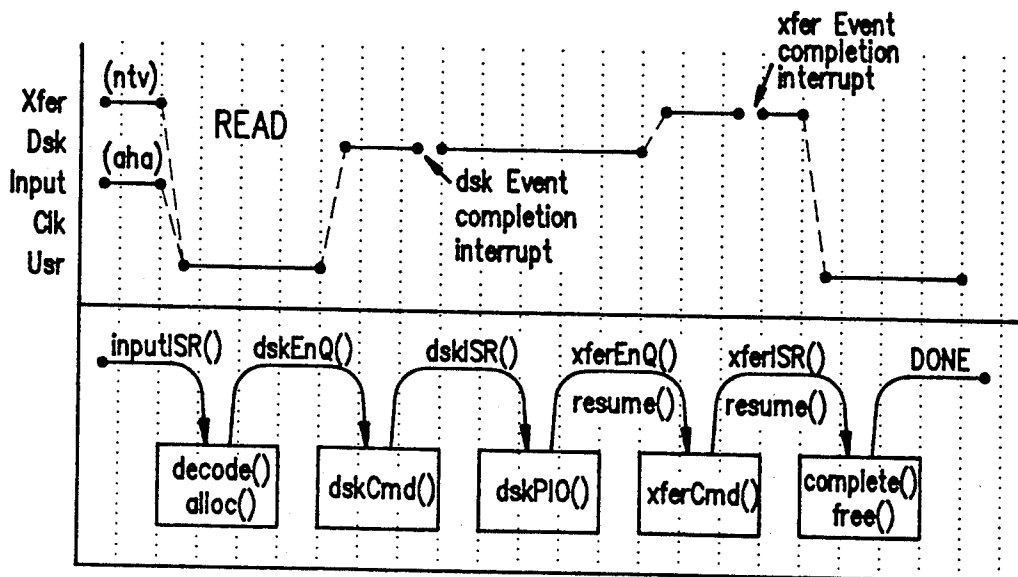 xfer Event
completion
interrupt
(ntv)
Xfer
READ
Dsk
(aha)
Input
dsk Event
completion
interrupt
Clk
Usr
inputISR()
dskEnQ()
dskISR()
xferEnQ()
xferISR()
DONE
resume()
resume()
decode()
alloc()
dskCmd()
dskPIO()
xferCmd()
complete()
free()